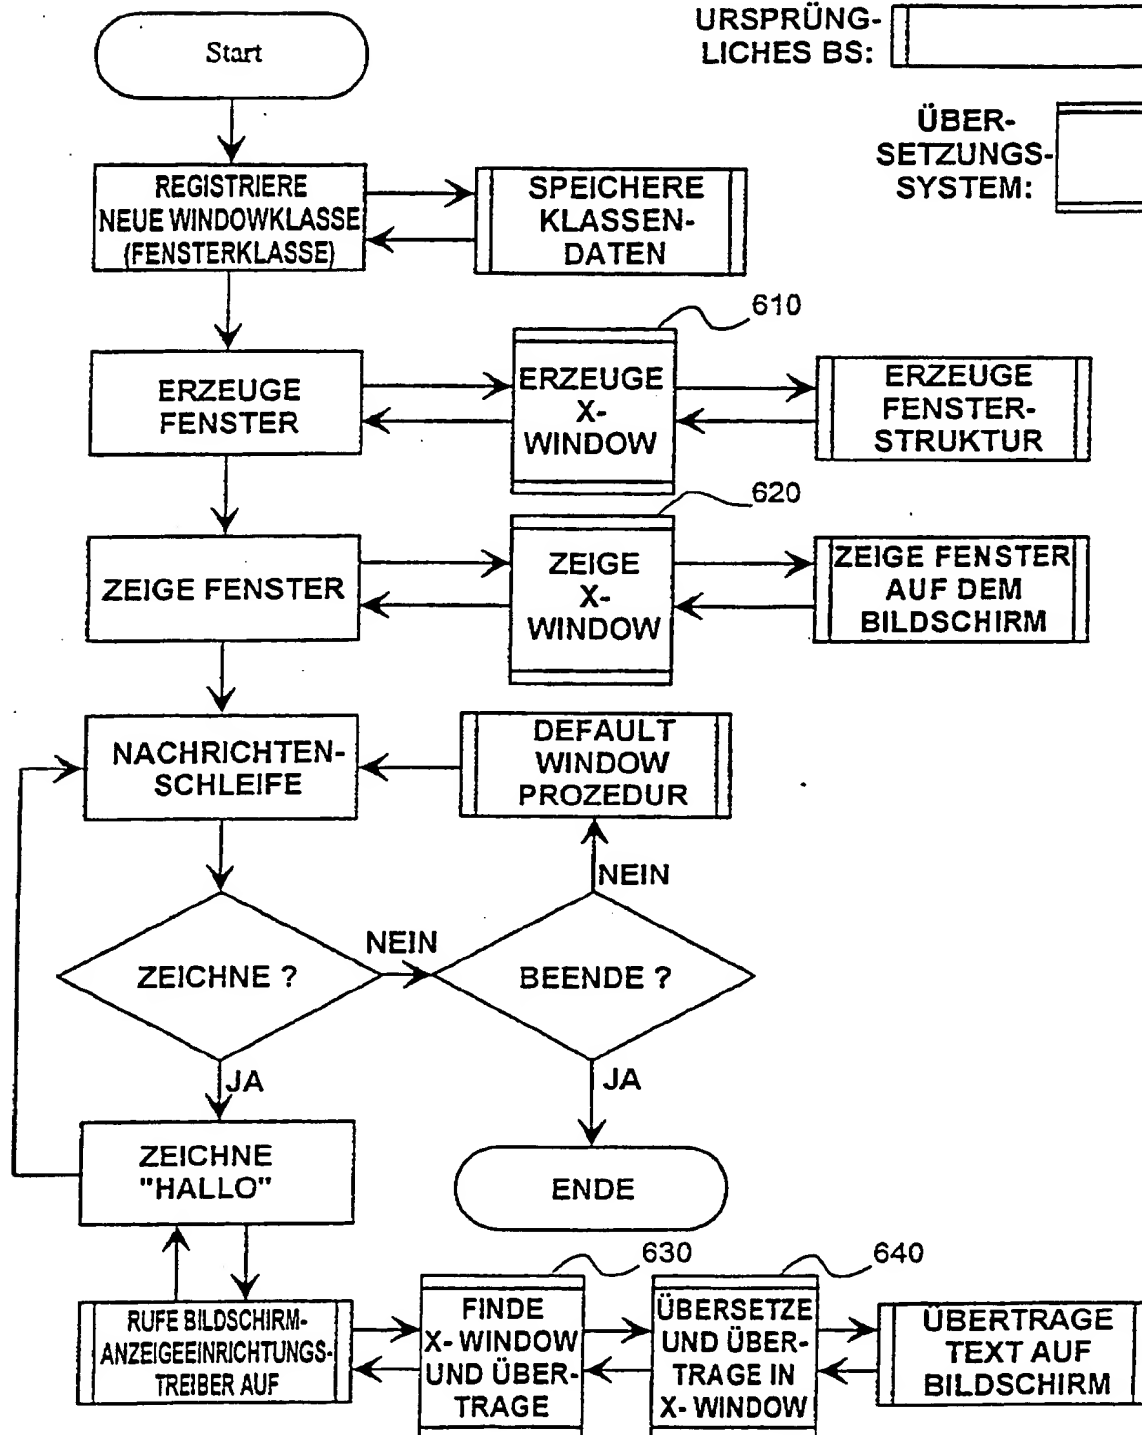 Start
URSPRÜNG-
LICHES BS:
ÜBER-
SETZUNGS-
SYSTEM:
REGISTRIERE
NEUE WINDOWKLASSE
(FENSTERKLASSE)
SPEICHERE
KLASSEN-
DATEN
610
ERZEUGE
FENSTER
ERZEUGE
X-
WINDOW
ERZEUGE
FENSTER-
STRUKTUR
620
ZEIGE FENSTER
ZEIGE
X-
WINDOW
ZEIGE FENSTER
AUF DEM
BILDSCHIRM
NACHRICHTEN-
SCHLEIFE
DEFAULT
WINDOW
PROZEDUR
NEIN
ZEICHNE ?
NEIN
BEENDE ?
JA
JA
ZEICHNE
"HALLO"
ENDE
630
640
RUFE BILDSCHIRM-
ANZEIGEEINRICHTUNGS-
TREIBER AUF
FINDE
X- WINDOW
UND ÜBER-
TRAGE
ÜBERSETZE
UND ÜBER-
TRAGE IN
X- WINDOW
ÜBERTRAGE
TEXT AUF
BILDSCHIRM